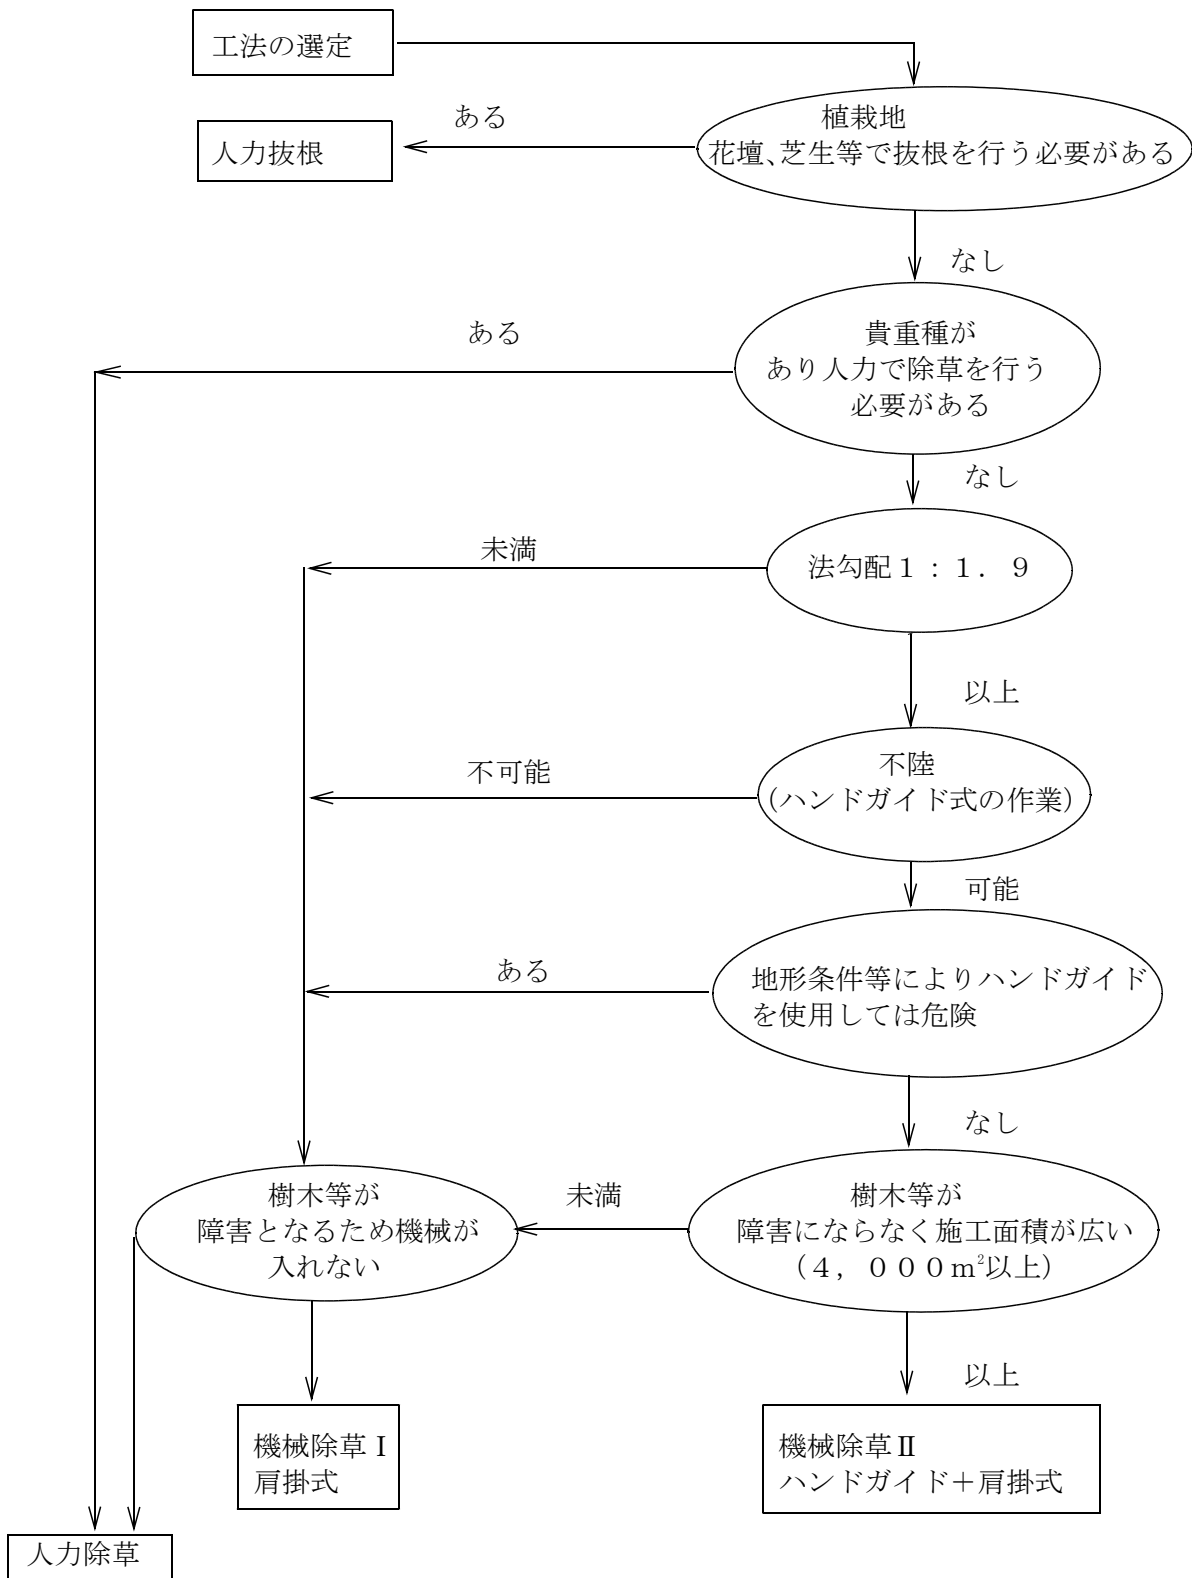 工法の選定
植栽地
花壇、芝生等で抜根を行う必要がある
ある
人力抜根
なし
貴重種が
あり人力で除草を行う
必要がある
ある
なし
法勾配１：１．９
未満
以上
不陸
（ハンドガイド式の作業）
不可能
可能
地形条件等によりハンドガイド
を使用しては危険
ある
なし
樹木等が
障害にならなく施工面積が広い
（４，０００㎡以上）
未満
樹木等が
障害となるため機械が
入れない
以上
機械除草Ⅰ
肩掛式
機械除草Ⅱ
ハンドガイド＋肩掛式
人力除草